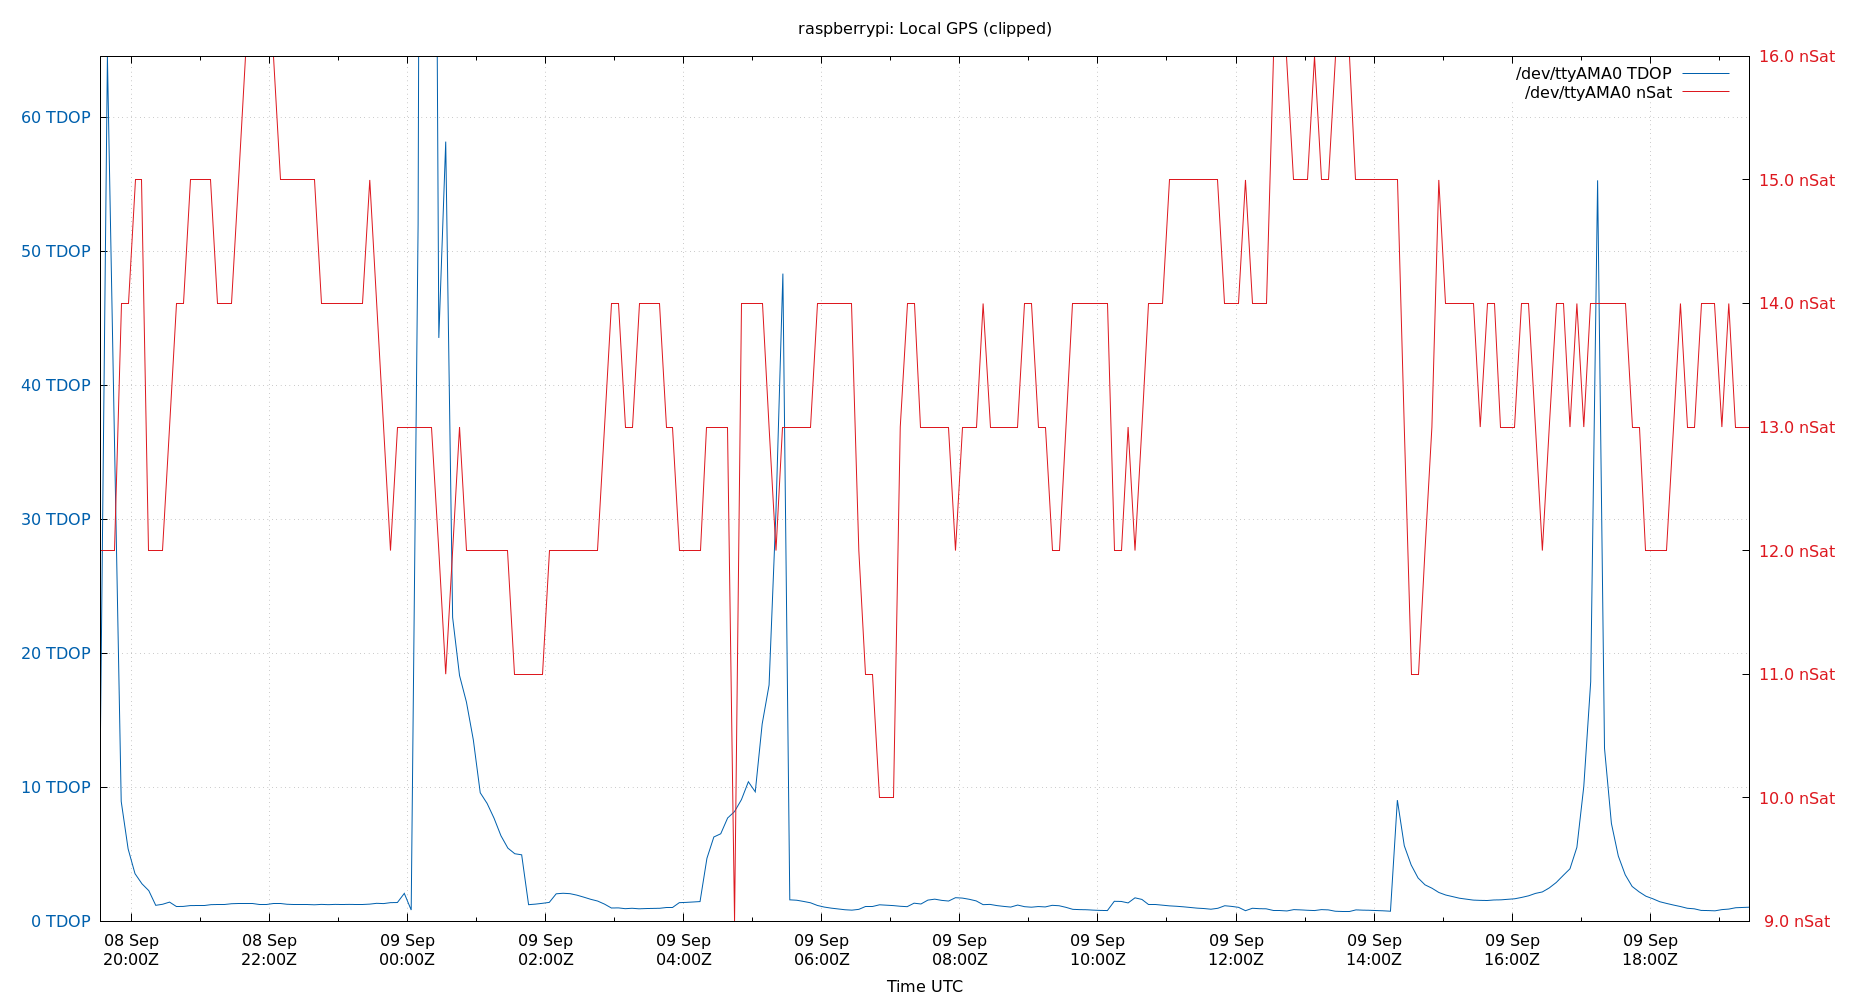 raspberrypi: Local GPS (clipped)
/dev/ttyAMA0 TDOP
/dev/ttyAMA0 nSat
60 TDOP
50 TDOP
40 TDOP
30 TDOP
20 TDOP
10 TDOP
0 TDOP
16.0 nSat
15.0 nSat
14.0 nSat
13.0 nSat
12.0 nSat
11.0 nSat
10.0 nSat
9.0 nSat
08 Sep
20:00Z
08 Sep
22:00Z
09 Sep
00:00Z
09 Sep
02:00Z
09 Sep
04:00Z
09 Sep
06:00Z
09 Sep
08:00Z
09 Sep
10:00Z
09 Sep
12:00Z
09 Sep
14:00Z
09 Sep
16:00Z
09 Sep
18:00Z
Time UTC